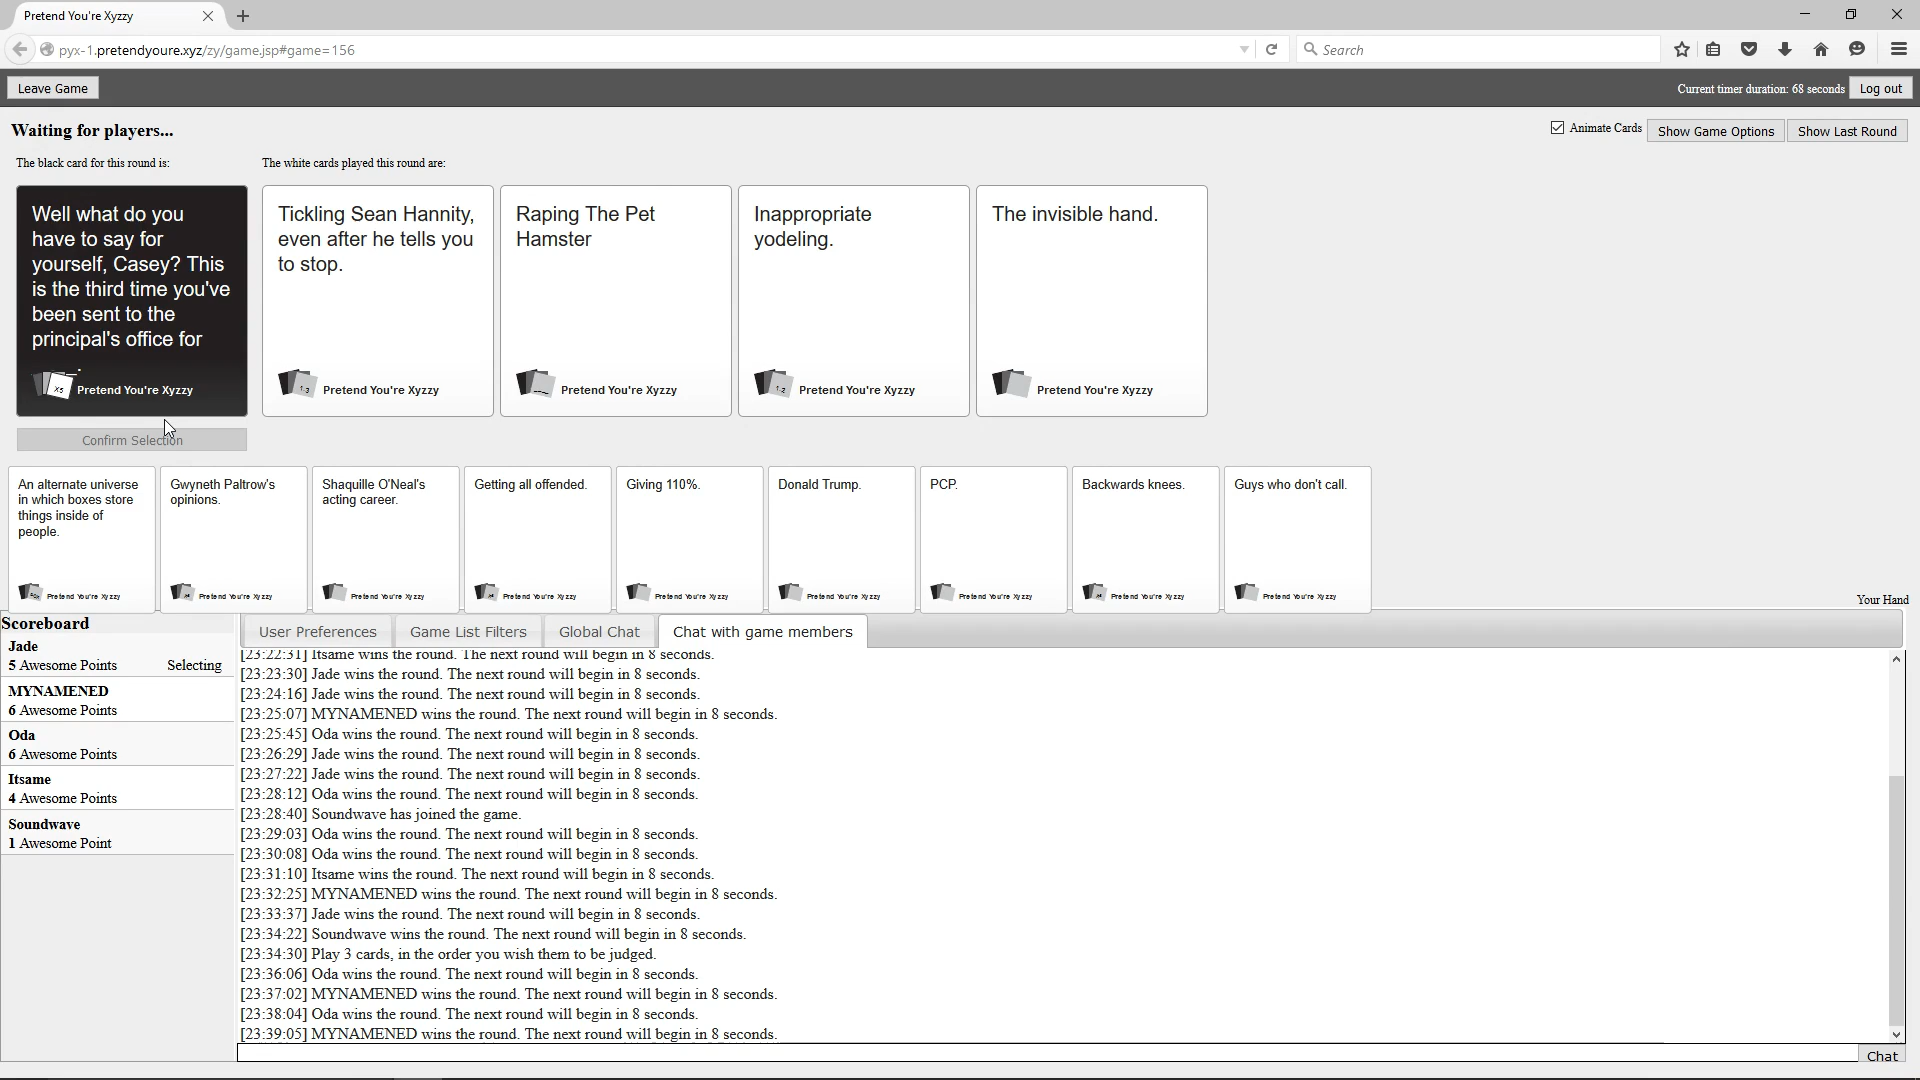 Pretend You're Xyzzy
pyx-1.pretendyoure.xyz/zy/game.jsp#game=156
Search
Leave Game
Current timer duration: 68 seconds
Log out
Waiting for players...
Animate Cards
Show Game Options
Show Last Round
The black card for this round is:
The white cards played this round are:
Well what do you
have to say for
yourself, Casey? This
is the third time you've
been sent to the
principal's office for
Pretend You're Xyzzy
Tickling Sean Hannity,
even after he tells you
to stop.
Pretend You're Xyzzy
Raping The Pet
Hamster
Pretend You're Xyzzy
Inappropriate
yodeling.
Pretend You're Xyzzy
The invisible hand.
Pretend You're Xyzzy
Confirm Selection
An alternate universe
in which boxes store
things inside of
people.
Pretend You're Xyzzy
Gwyneth Paltrow's
opinions.
Pretend You're Xyzzy
Shaquille O'Neal's
acting career.
Pretend You're Xyzzy
Getting all offended.
Pretend You're Xyzzy
Giving 110%.
Pretend You're Xyzzy
Donald Trump.
Pretend You're Xyzzy
PCP.
Pretend You're Xyzzy
Backwards knees.
Pretend You're Xyzzy
Guys who don't call.
Pretend You're Xyzzy
Your Hand
Scoreboard
Jade
5 Awesome Points Selecting
MYNAMENED
6 Awesome Points
Oda
6 Awesome Points
Itsame
4 Awesome Points
Soundwave
1 Awesome Point
User Preferences
Game List Filters
Global Chat
Chat with game members
[23:22:31] Itsame wins the round. The next round will begin in 8 seconds.
[23:23:30] Jade wins the round. The next round will begin in 8 seconds.
[23:24:16] Jade wins the round. The next round will begin in 8 seconds.
[23:25:07] MYNAMENED wins the round. The next round will begin in 8 seconds.
[23:25:45] Oda wins the round. The next round will begin in 8 seconds.
[23:26:29] Jade wins the round. The next round will begin in 8 seconds.
[23:27:22] Jade wins the round. The next round will begin in 8 seconds.
[23:28:12] Oda wins the round. The next round will begin in 8 seconds.
[23:28:40] Soundwave has joined the game.
[23:29:03] Oda wins the round. The next round will begin in 8 seconds.
[23:30:08] Oda wins the round. The next round will begin in 8 seconds.
[23:31:10] Itsame wins the round. The next round will begin in 8 seconds.
[23:32:25] MYNAMENED wins the round. The next round will begin in 8 seconds.
[23:33:37] Jade wins the round. The next round will begin in 8 seconds.
[23:34:22] Soundwave wins the round. The next round will begin in 8 seconds.
[23:34:30] Play 3 cards, in the order you wish them to be judged.
[23:36:06] Oda wins the round. The next round will begin in 8 seconds.
[23:37:02] MYNAMENED wins the round. The next round will begin in 8 seconds.
[23:38:04] Oda wins the round. The next round will begin in 8 seconds.
[23:39:05] MYNAMENED wins the round. The next round will begin in 8 seconds.
Chat